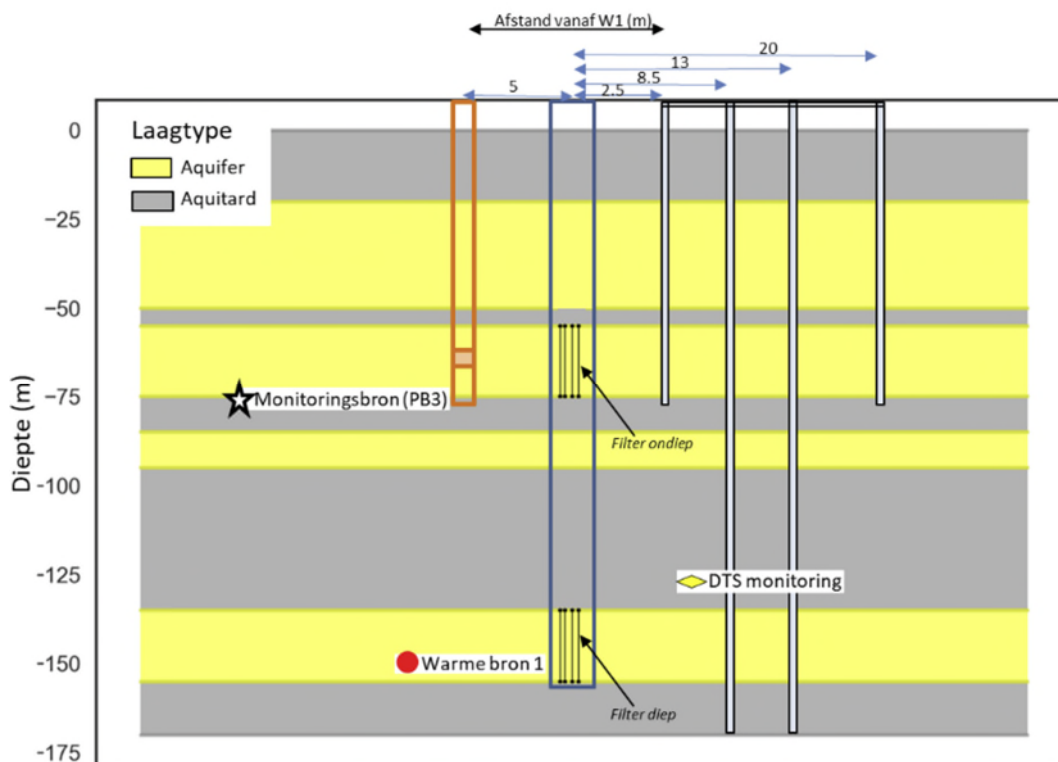 Afstand vanaf W1 (m)
20
13
8.5
5
2.5
Laagtype
Aquifer
Aquitard
Diepte (m)
0
−25
−50
−75
-100
-125
-150
-175
Monitoringsbron (PB3)
Filter ondiep
DTS monitoring
Warme bron 1
Filter diep